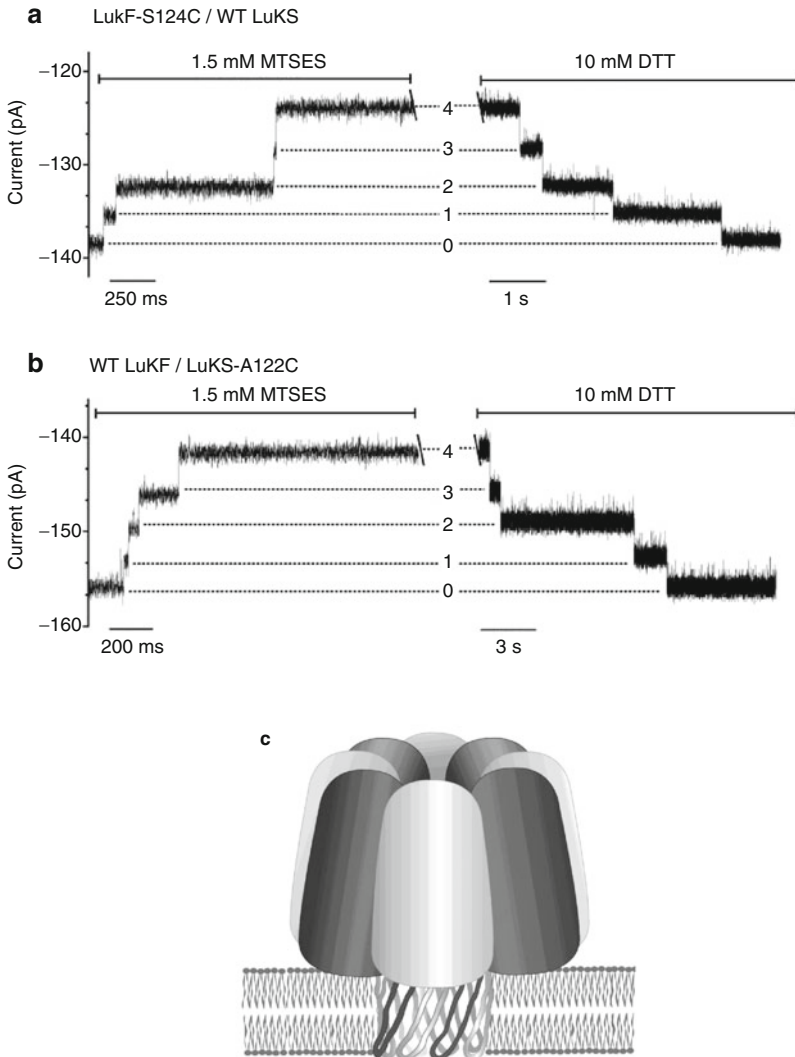 a LukF-S124C / WT LuKS
1.5 mM MTSES
10 mM DTT
Current (pA)
−120
−130
−140
4
3
2
1
0
250 ms
1 s
b WT LuKF / LuKS-A122C
1.5 mM MTSES
10 mM DTT
Current (pA)
−140
−150
−160
4
3
2
1
0
200 ms
3 s
c